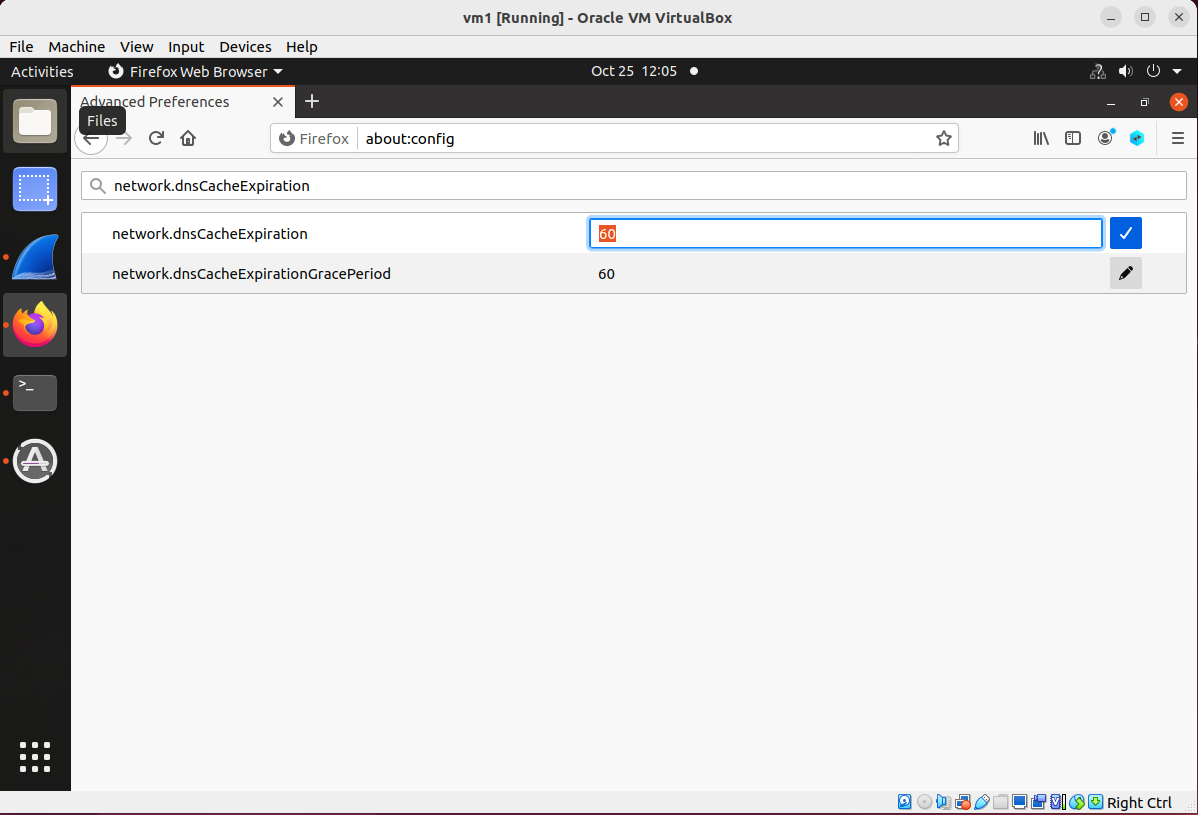 vm1 [Running] - Oracle VM VirtualBox
File Machine View Input Devices Help
Activities Firefox Web Browser Oct 25 12:05
Advanced Preferences
Files
Firefox about:config
network.dnsCacheExpiration
network.dnsCacheExpiration 60
network.dnsCacheExpirationGracePeriod 60
>_
Right Ctrl